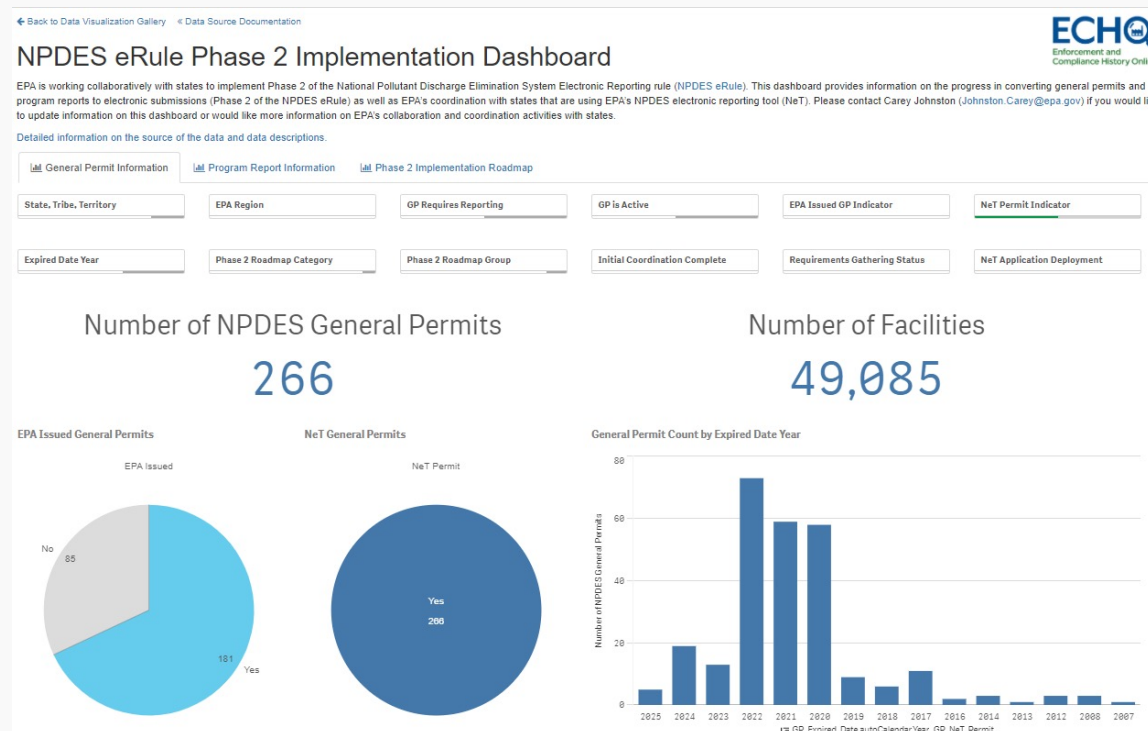 Back to Data Visualization Gallery « Data Source Documentation
ECHO
Enforcement and
Compliance History Onli
NPDES eRule Phase 2 Implementation Dashboard
EPA is working collaboratively with states to implement Phase 2 of the National Pollutant Discharge Elimination System Electronic Reporting rule (NPDES eRule). This dashboard provides information on the progress in converting general permits and
program reports to electronic submissions (Phase 2 of the NPDES eRule) as well as EPA's coordination with states that are using EPA's NPDES electronic reporting tool (NeT). Please contact Carey Johnston (Johnston.Carey@epa.gov) if you would li
to update information on this dashboard or would like more information on EPA's collaboration and coordination activities with states.
Detailed information on the source of the data and data descriptions.
General Permit Information Program Report Information Phase 2 Implementation Roadmap
State, Tribe, Territory EPA Region GP Requires Reporting GP is Active EPA Issued GP Indicator NeT Permit Indicator
Expired Date Year Phase 2 Roadmap Category Phase 2 Roadmap Group Initial Coordination Complete Requirements Gathering Status NeT Application Deployment
Number of NPDES General Permits
266
Number of Facilities
49,085
EPA Issued General Permits
EPA Issued
No
85
181
Yes
NeT General Permits
NeT Permit
Yes
266
General Permit Count by Expired Date Year
Number of NPDES General Permits
80
60
40
20
0
2025 2024 2023 2022 2021 2020 2019 2018 2017 2016 2014 2013 2012 2008 2007
GP_Expired_Date.autoCalendar.Year, GP_NeT_Permit